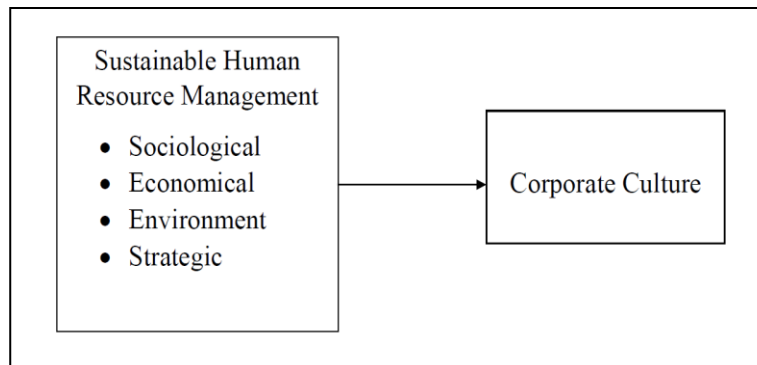 Sustainable Human
Resource Management
• Sociological
• Economical
• Environment
• Strategic
Corporate Culture